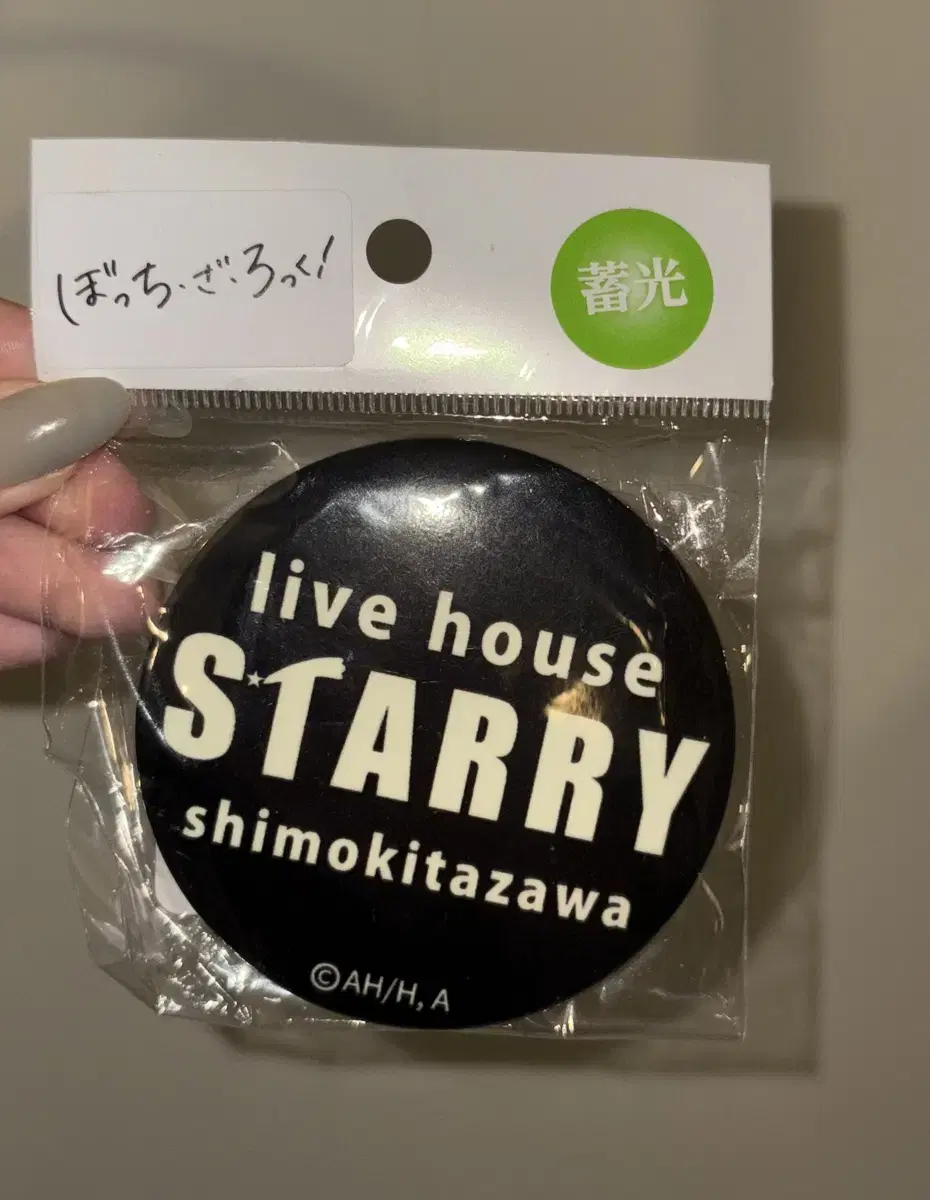 ぼっち・ざ・ろっく!
蓄光
live house
STARRY
shimokitazawa
©AH/H, A